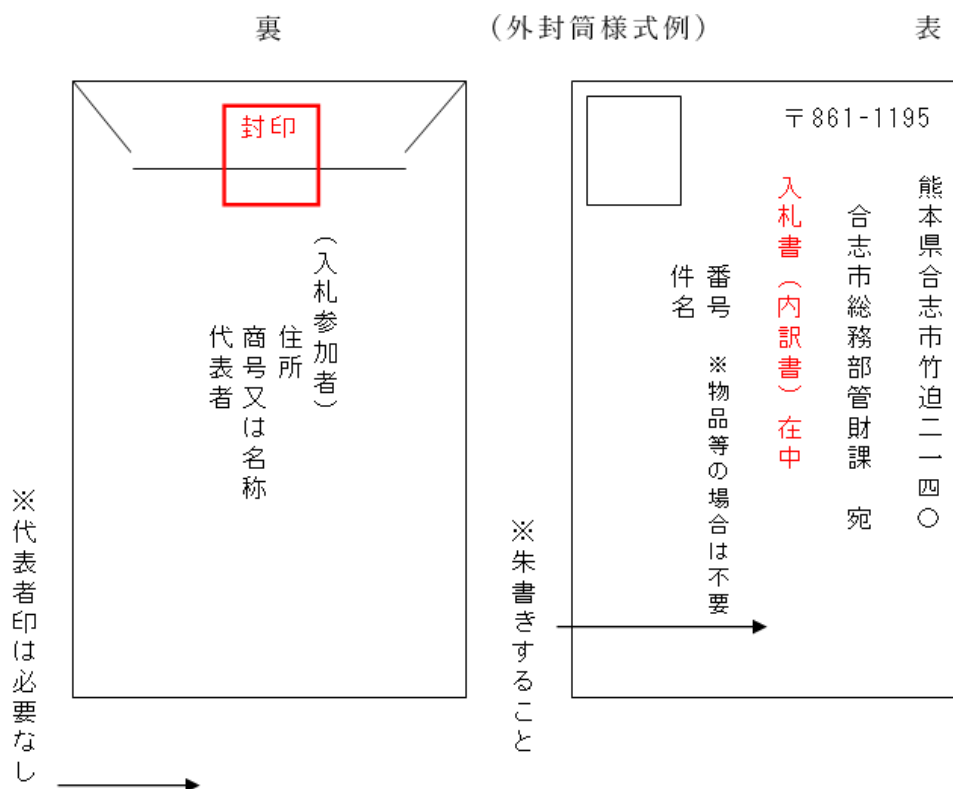 裏
(外封筒様式例)
表
〒861-1195
熊本県合志市竹迫二一四〇
合志市総務部管財課 宛
入札書(内訳書)在中
番号 ※物品等の場合は不要
件名
※朱書きすること
封印
(入札参加者)
住所
商号又は名称
代表者
※代表者印は必要なし